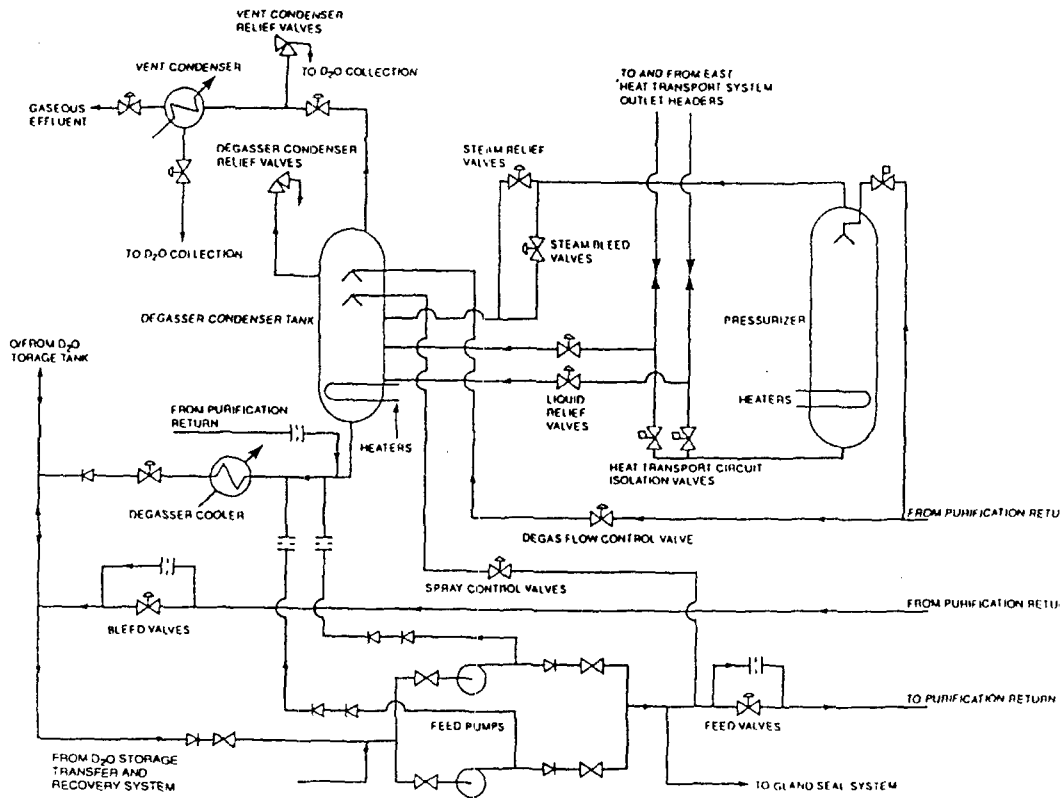 VENT CONDENSER
RELIEF VALVES
VENT CONDENSER
TO D₂O COLLECTION
TO AND FROM EAST
HEAT TRANSPORT SYSTEM
OUTLET HEADERS
GASEOUS
EFFLUENT
DEGASSER CONDENSER
RELIEF VALVES
STEAM RELIEF
VALVES
TO D₂O COLLECTION
STEAM BLEED
VALVES
DEGASSER CONDENSER TANK
PRESSURIZER
O/FROM D₂O
TORAGE TANK
HEATERS
LIQUID
RELIEF
VALVES
FROM PURIFICATION
RETURN
HEATERS
HEAT TRANSPORT CIRCUIT
ISOLATION VALVES
DEGASSER COOLER
FROM PURIFICATION RETU
DEGAS FLOW CONTROL VALVE
SPRAY CONTROL VALVES
FROM PURIFICATION RETU
BLEED VALVES
TO PURIFICATION RETURN
FEED PUMPS
FEED VALVES
FROM D₂O STORAGE
TRANSFER AND
RECOVERY SYSTEM
TO GLAND SEAL SYSTEM